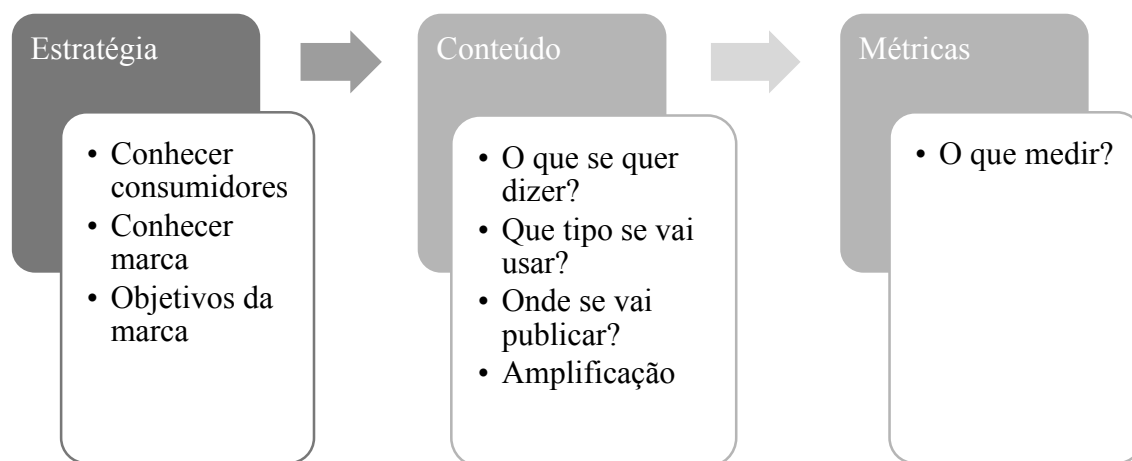 Estratégia
• Conhecer
consumidores
• Conhecer
marca
• Objetivos da
marca
Conteúdo
• O que se quer
dizer?
• Que tipo se vai
usar?
• Onde se vai
publicar?
• Amplificação
Métricas
• O que medir?